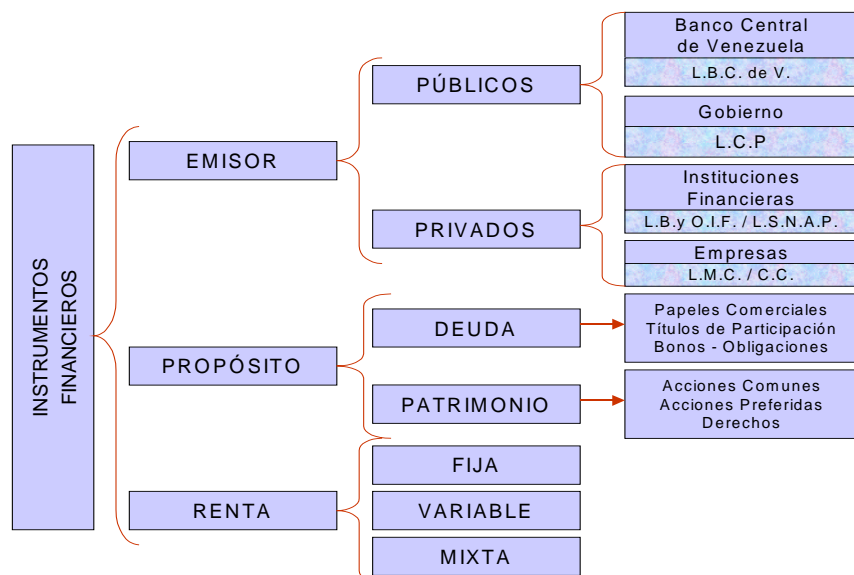 INSTRUMENTOS
FINANCIEROS
EMISOR
PÚBLICOS
Banco Central
de Venezuela
L.B.C. de V.
Gobierno
L.C.P
PRIVADOS
Instituciones
Financieras
L.B.y O.I.F. / L.S.N.A.P.
Empresas
L.M.C. / C.C.
PROPÓSITO
DEUDA
Papeles Comerciales
Títulos de Participación
Bonos - Obligaciones
PATRIMONIO
Acciones Comunes
Acciones Preferidas
Derechos
RENTA
FIJA
VARIABLE
MIXTA